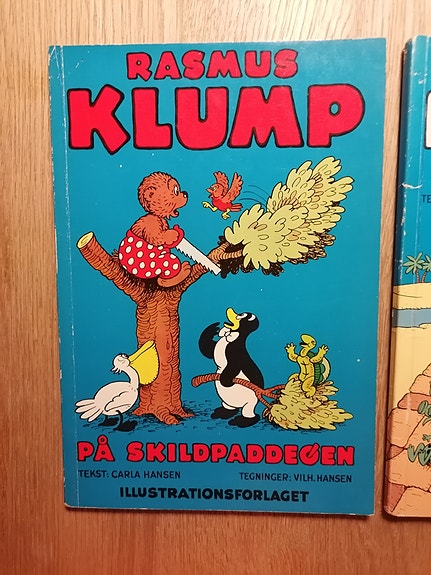 RASMUS
KLUMP
PÅ SKILDPADDEØEN
TEKST: CARLA HANSEN
TEGNINGER: VILH. HANSEN
ILLUSTRATIONSFORLAGET